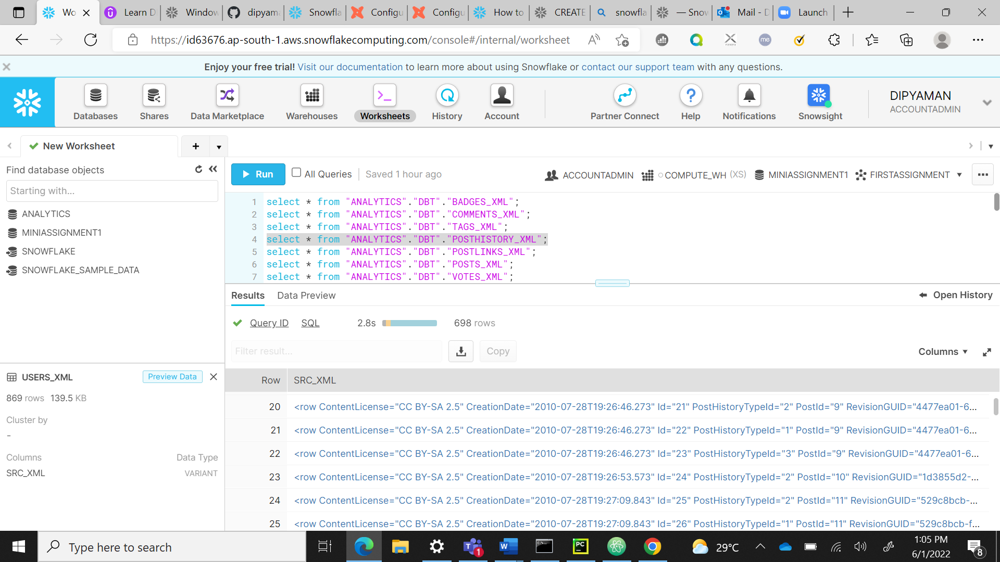 Wo
Learn D
Window
dipyam
Snowfla
Configu
Configu
How to
CREATE
snowfla
— Snow
Mail - D
Launch
https://id63676.ap-south-1.aws.snowflakecomputing.com/console#/internal/worksheet
Enjoy your free trial! Visit our documentation to learn more about using Snowflake or contact our support team with any questions.
Databases
Shares
Data Marketplace
Warehouses
Worksheets
History
Account
Partner Connect
Help
Notifications
Snowsight
DIPYAMAN
ACCOUNTADMIN
New Worksheet
Find database objects
Starting with...
ANALYTICS
MINIASSIGNMENT1
SNOWFLAKE
SNOWFLAKE_SAMPLE_DATA
USERS_XML
Preview Data
869 rows 139.5 KB
Cluster by
-
Columns Data Type
SRC_XML VARIANT
Run
All Queries
Saved 1 hour ago
ACCOUNTADMIN
COMPUTE_WH (XS)
MINIASSIGNMENT1
FIRSTASSIGNMENT
1 select * from "ANALYTICS"."DBT"."BADGES_XML";
2 select * from "ANALYTICS"."DBT"."COMMENTS_XML";
3 select * from "ANALYTICS"."DBT"."TAGS_XML";
4 select * from "ANALYTICS"."DBT"."POSTHISTORY_XML";
5 select * from "ANALYTICS"."DBT"."POSTLINKS_XML";
6 select * from "ANALYTICS"."DBT"."POSTS_XML";
7 select * from "ANALYTICS"."DBT"."VOTES_XML";
Results
Data Preview
Open History
Query ID
SQL
2.8s
698 rows
Filter result...
Copy
Columns
Row SRC_XML
20 <row ContentLicense="CC BY-SA 2.5" CreationDate="2010-07-28T19:26:46.273" Id="21" PostHistoryTypeId="2" PostId="9" RevisionGUID="4477ea01-6...
21 <row ContentLicense="CC BY-SA 2.5" CreationDate="2010-07-28T19:26:46.273" Id="22" PostHistoryTypeId="1" PostId="9" RevisionGUID="4477ea01-6...
22 <row ContentLicense="CC BY-SA 2.5" CreationDate="2010-07-28T19:26:46.273" Id="23" PostHistoryTypeId="3" PostId="9" RevisionGUID="4477ea01-6...
23 <row ContentLicense="CC BY-SA 2.5" CreationDate="2010-07-28T19:26:53.573" Id="24" PostHistoryTypeId="2" PostId="10" RevisionGUID="1d3855d2-...
24 <row ContentLicense="CC BY-SA 2.5" CreationDate="2010-07-28T19:27:09.843" Id="25" PostHistoryTypeId="2" PostId="11" RevisionGUID="529c8bcb-...
25 <row ContentLicense="CC BY-SA 2.5" CreationDate="2010-07-28T19:27:09.843" Id="26" PostHistoryTypeId="1" PostId="11" RevisionGUID="529c8bcb-f...
Type here to search
1
29°C
1:05 PM
6/1/2022
8